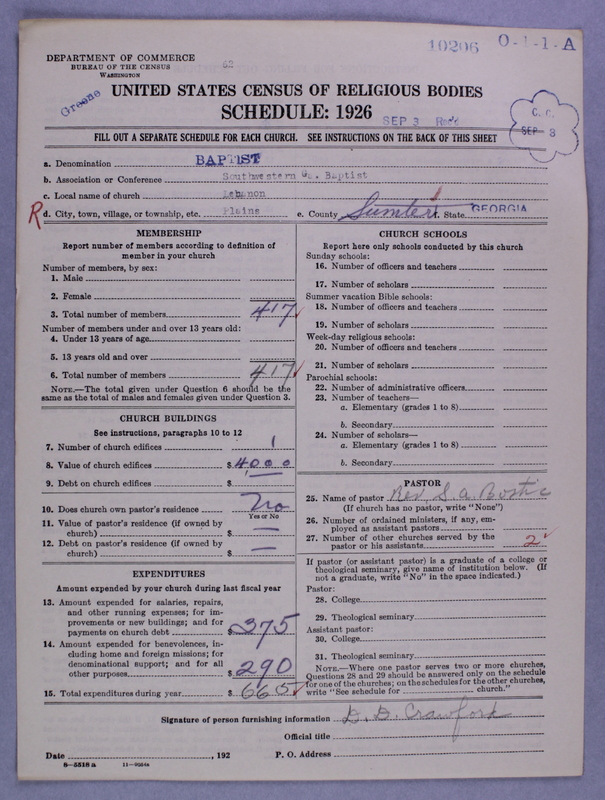 10206 O-1-1-A
DEPARTMENT OF COMMERCE
BUREAU OF THE CENSUS
WASHINGTON
62
Greene
UNITED STATES CENSUS OF RELIGIOUS BODIES
SCHEDULE: 1926
SEP 3 Rec'd
C. C.
SEP 3
FILL OUT A SEPARATE SCHEDULE FOR EACH CHURCH. SEE INSTRUCTIONS ON THE BACK OF THIS SHEET
a. Denomination BAPTIST
b. Association or Conference Southwestern Ga. Baptist
c. Local name of church Lebanon
R d. City, town, village, or township, etc. Plains e. County Sumter f. State GEORGIA
MEMBERSHIP
Report number of members according to definition of
member in your church
Number of members, by sex:
1. Male
2. Female
3. Total number of members 417
Number of members under and over 13 years old:
4. Under 13 years of age
5. 13 years old and over
6. Total number of members 417
NOTE.—The total given under Question 6 should be the
same as the total of males and females given under Question 3.
CHURCH BUILDINGS
See instructions, paragraphs 10 to 12
7. Number of church edifices 1
8. Value of church edifices $4000
9. Debt on church edifices $ —
10. Does church own pastor's residence No
Yes or No
11. Value of pastor's residence (if owned by
church) $ —
12. Debt on pastor's residence (if owned by
church) $ —
EXPENDITURES
Amount expended by your church during last fiscal year
13. Amount expended for salaries, repairs,
and other running expenses; for im-
provements or new buildings; and for
payments on church debt $375
14. Amount expended for benevolences, in-
cluding home and foreign missions; for
denominational support; and for all
other purposes $290
15. Total expenditures during year $665
CHURCH SCHOOLS
Report here only schools conducted by this church
Sunday schools:
16. Number of officers and teachers
17. Number of scholars
Summer vacation Bible schools:
18. Number of officers and teachers
19. Number of scholars
Week-day religious schools:
20. Number of officers and teachers
21. Number of scholars
Parochial schools:
22. Number of administrative officers
23. Number of teachers—
a. Elementary (grades 1 to 8)
b. Secondary
24. Number of scholars—
a. Elementary (grades 1 to 8)
b. Secondary
PASTOR
25. Name of pastor Rev. S. A. Bostic
(If church has no pastor, write "None")
26. Number of ordained ministers, if any, em-
ployed as assistant pastors
27. Number of other churches served by the
pastor or his assistants 2
If pastor (or assistant pastor) is a graduate of a college or
theological seminary, give name of institution below. (If
not a graduate, write "No" in the space indicated.)
Pastor:
28. College
29. Theological seminary
Assistant pastor:
30. College
31. Theological seminary
NOTE.—Where one pastor serves two or more churches,
Questions 28 and 29 should be answered only on the schedule
for one of the churches; on the schedules for the other churches,
write "See schedule for church."
Signature of person furnishing information D. D. Crawford
Official title
Date , 192 P. O. Address
8-5518 a